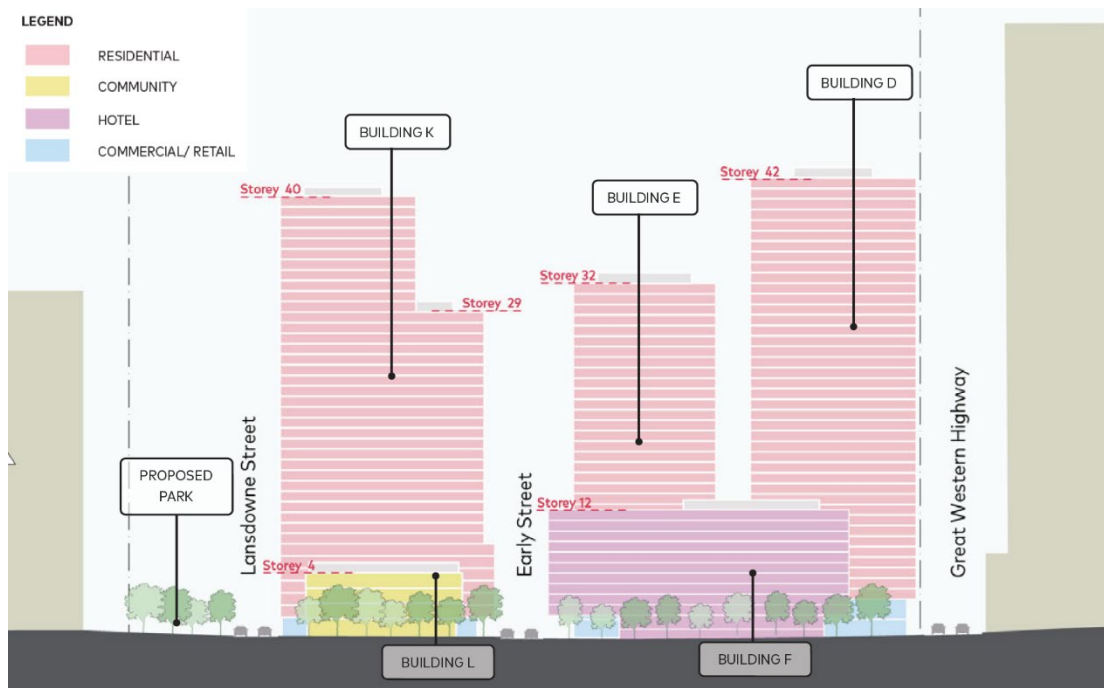 LEGEND
RESIDENTIAL
COMMUNITY
HOTEL
COMMERCIAL/ RETAIL
BUILDING K
BUILDING D
BUILDING E
Storey 40
Storey 42
Storey 32
Storey 29
Storey 12
Storey 4
PROPOSED
PARK
Lansdowne Street
Early Street
Great Western Highway
BUILDING L
BUILDING F